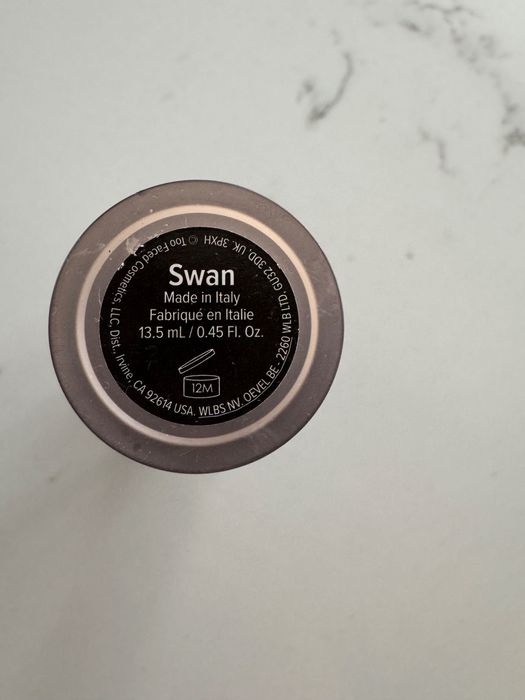 Swan
Made in Italy
Fabriqué en Italie
13.5 mL / 0.45 Fl. Oz.
12M
© Too Faced Cosmetics, LLC, Dist., Irvine, CA 92614 USA. WLBS NV. OEVEL BE - 2260 WLB LTD. GU32 3DD, UK. 3PXH